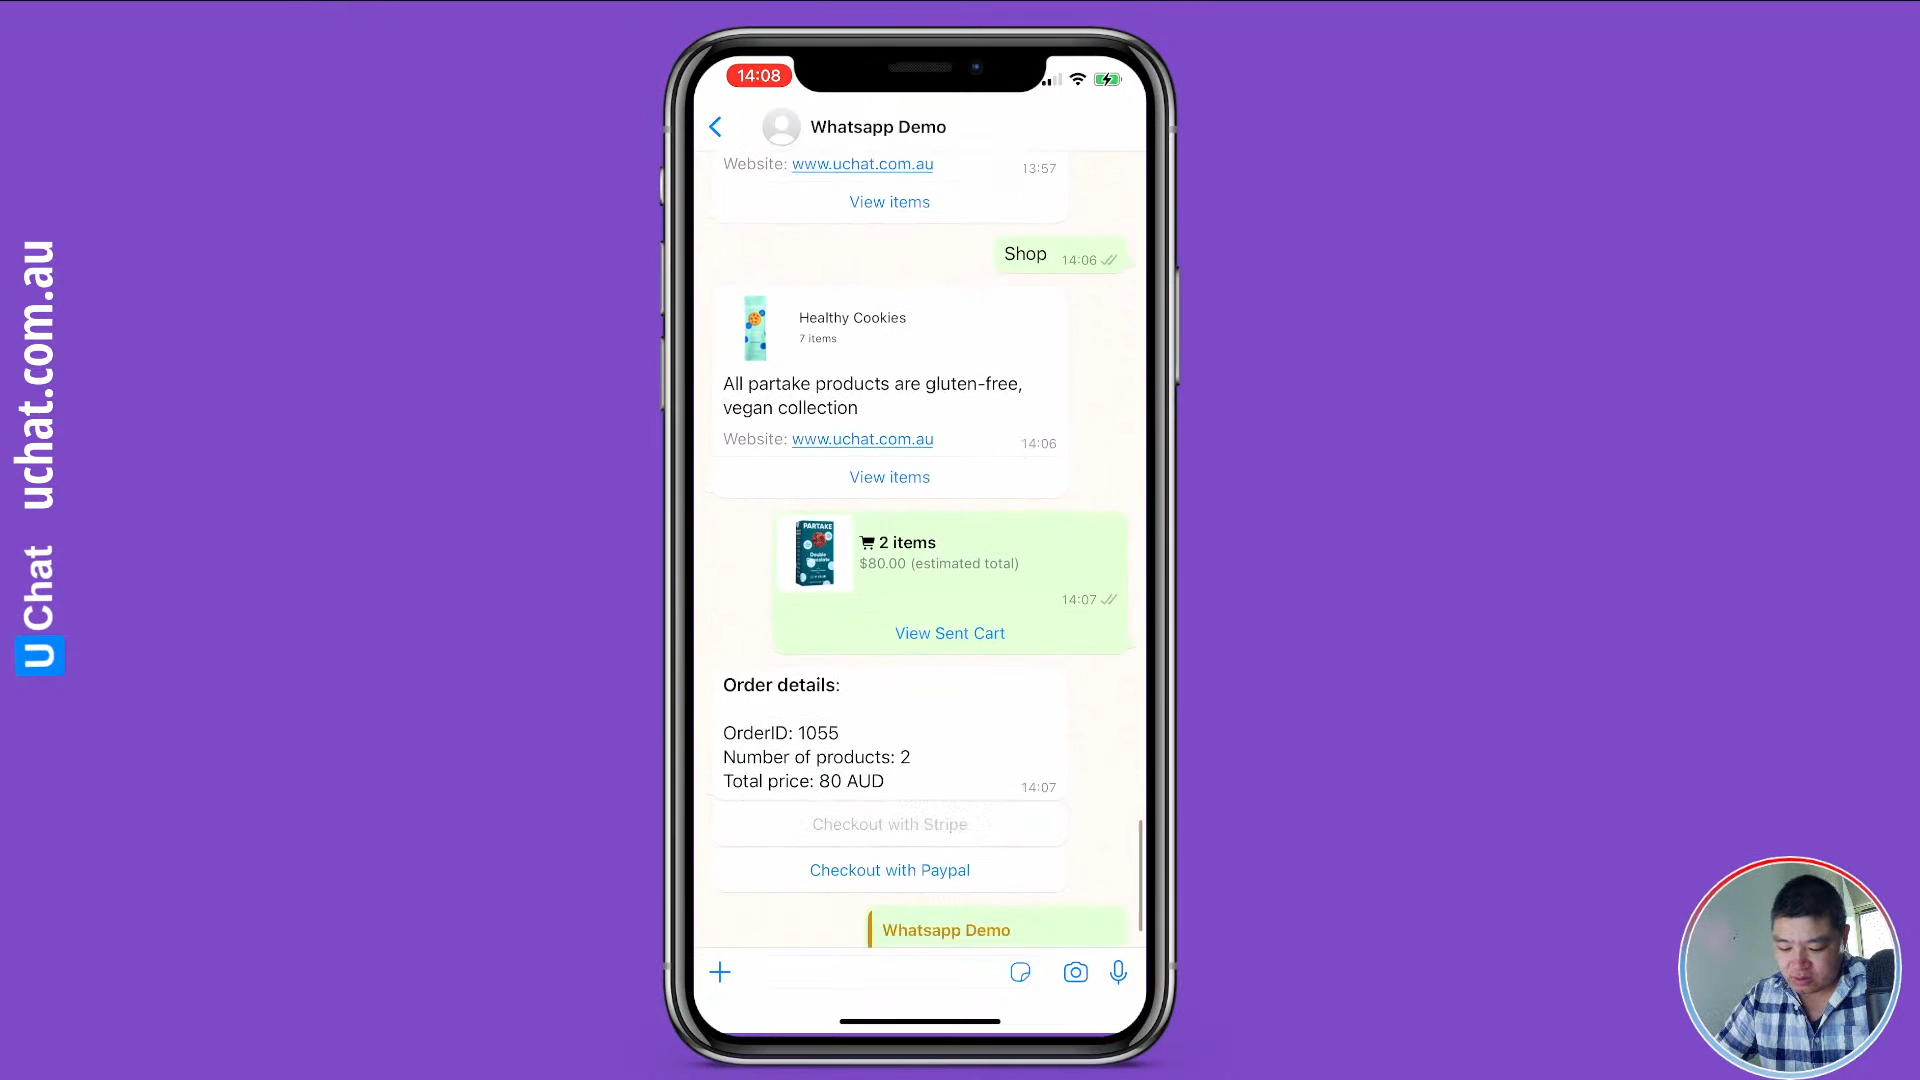 14:08
Whatsapp Demo
Website: www.uchat.com.au
13:57
View items
Shop
14:06
Healthy Cookies
7 items
All partake products are gluten-free,
vegan collection
Website: www.uchat.com.au
14:06
View items
PARTAKE
Double
Chocolate
2 items
$80.00 (estimated total)
14:07
View Sent Cart
Order details:
OrderID: 1055
Number of products: 2
Total price: 80 AUD
14:07
Checkout with Stripe
Checkout with Paypal
Whatsapp Demo
U Chat uchat.com.au